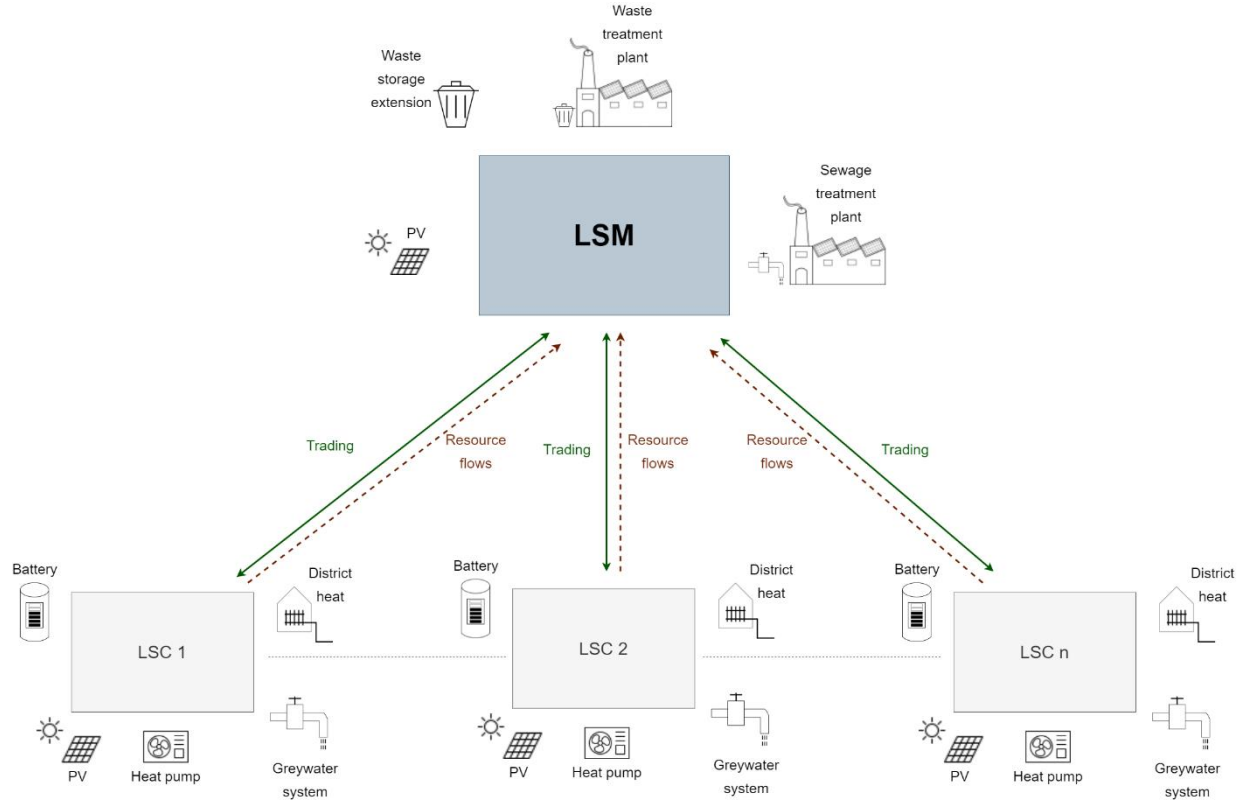 Waste
treatment
plant
Waste
storage
extension
LSM
Sewage
treatment
plant
PV
Trading
Resource
flows
Trading
Resource
flows
Resource
flows
Trading
Battery
District
heat
LSC 1
PV
Heat pump
Greywater
system
Battery
District
heat
LSC 2
PV
Heat pump
Greywater
system
Battery
District
heat
LSC n
PV
Heat pump
Greywater
system